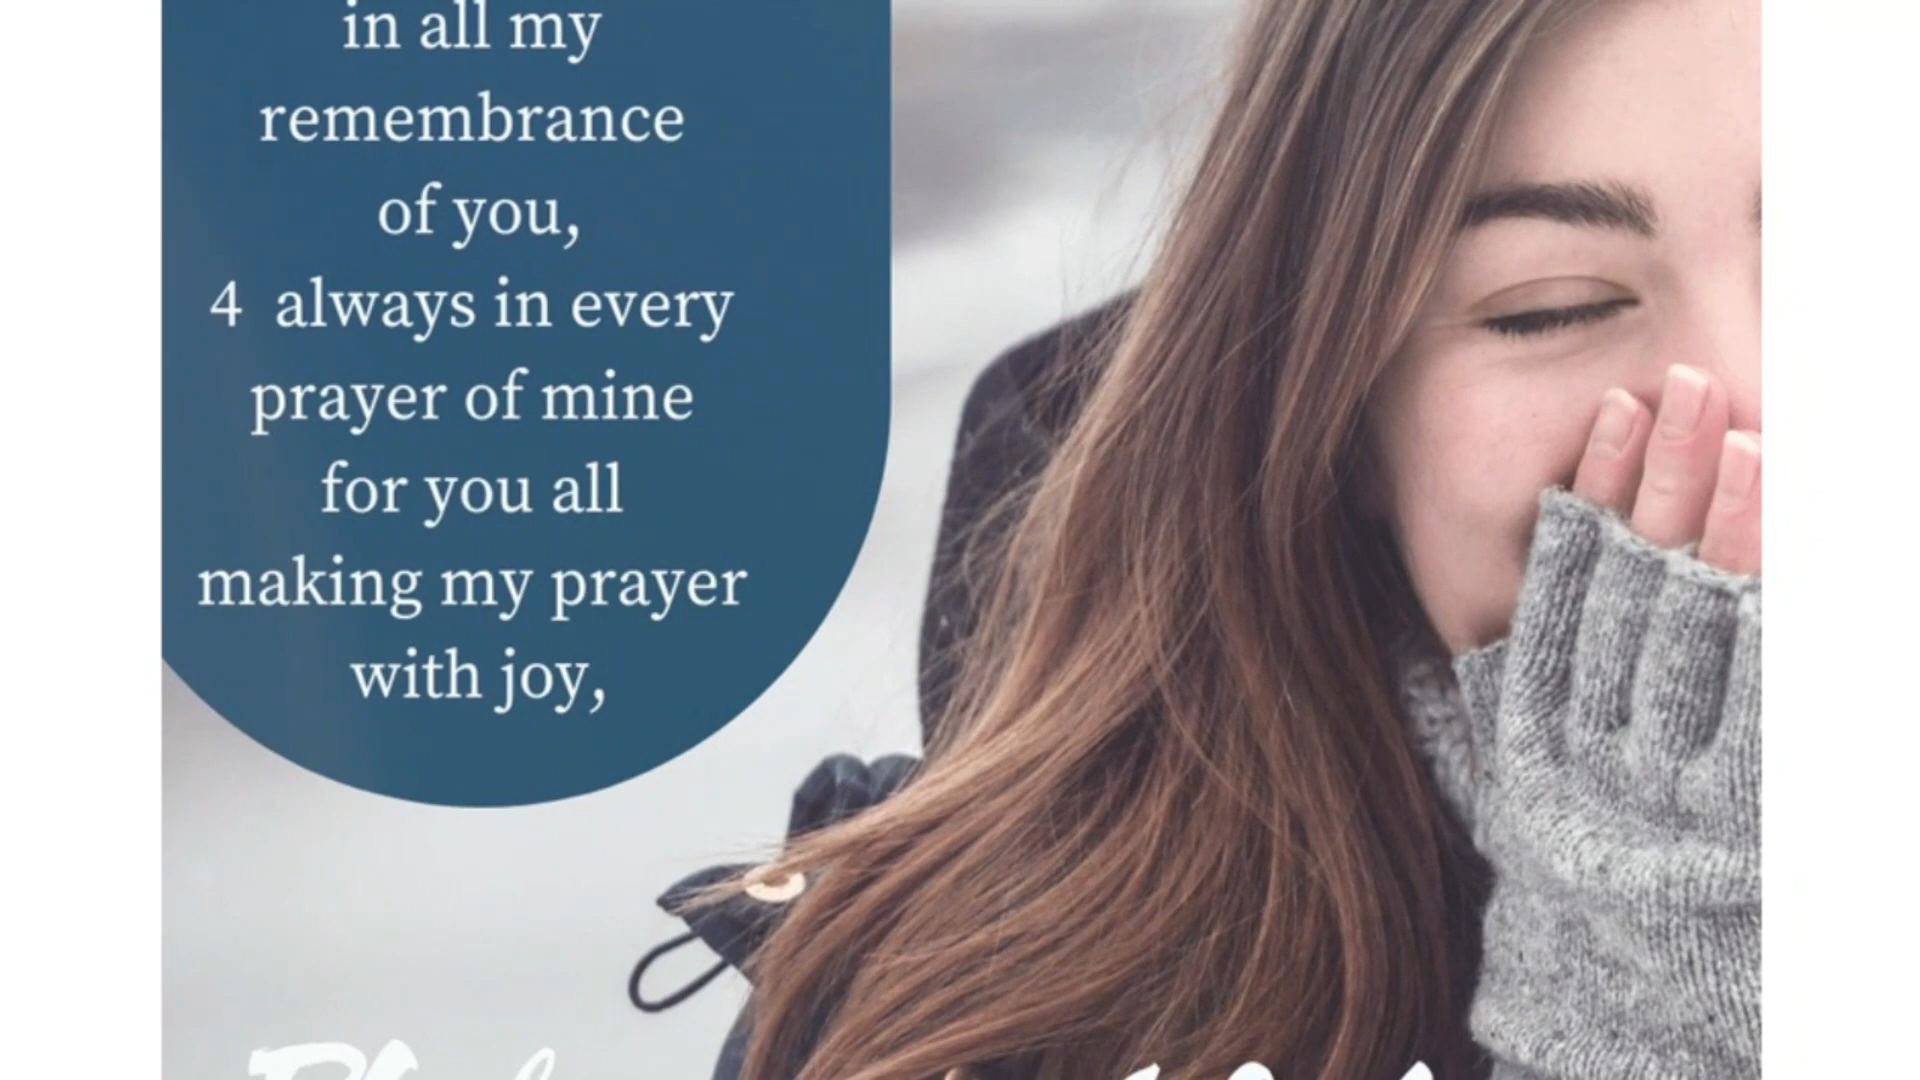 in all my
remembrance
of you,
4 always in every
prayer of mine
for you all
making my prayer
with joy,